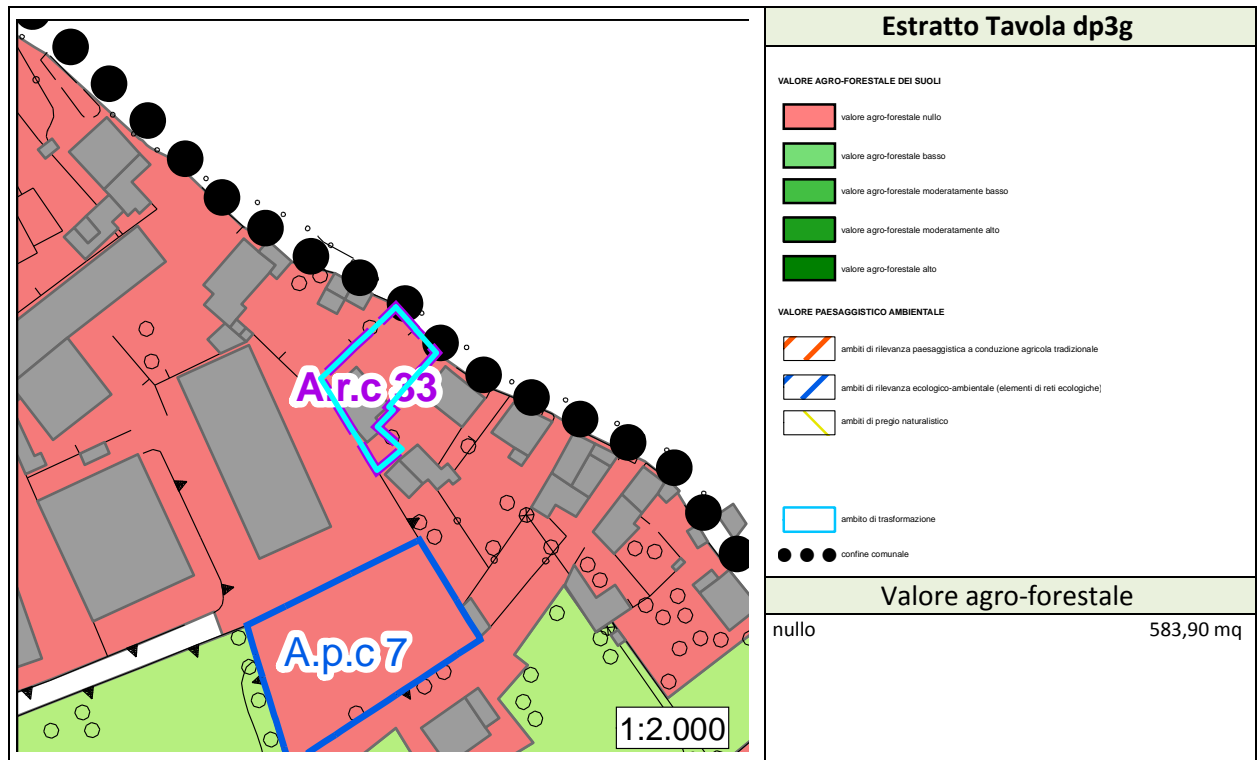 A.r.c 33
A.p.c 7
1:2.000
Estratto Tavola dp3g
VALORE AGRO-FORESTALE DEI SUOLI
valore agro-forestale nullo
valore agro-forestale basso
valore agro-forestale moderatamente basso
valore agro-forestale moderatamente alto
valore agro-forestale alto
VALORE PAESAGGISTICO AMBIENTALE
ambiti di rilevanza paesaggistica a conduzione agricola tradizionale
ambiti di rilevanza ecologico-ambientale (elementi di reti ecologiche)
ambiti di pregio naturalistico
ambito di trasformazione
confine comunale
Valore agro-forestale
nullo 583,90 mq